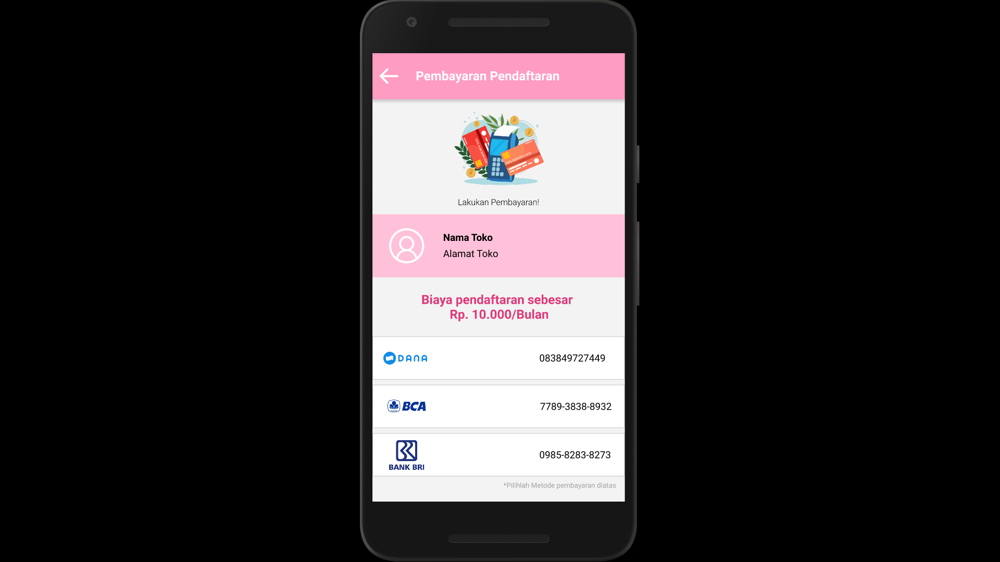 Pembayaran Pendaftaran
Lakukan Pembayaran!
Nama Toko
Alamat Toko
Biaya pendaftaran sebesar
Rp. 10.000/Bulan
DANA 083849727449
BCA 7789-3838-8932
BANK BRI 0985-8283-8273
*Pilihlah Metode pembayaran diatas